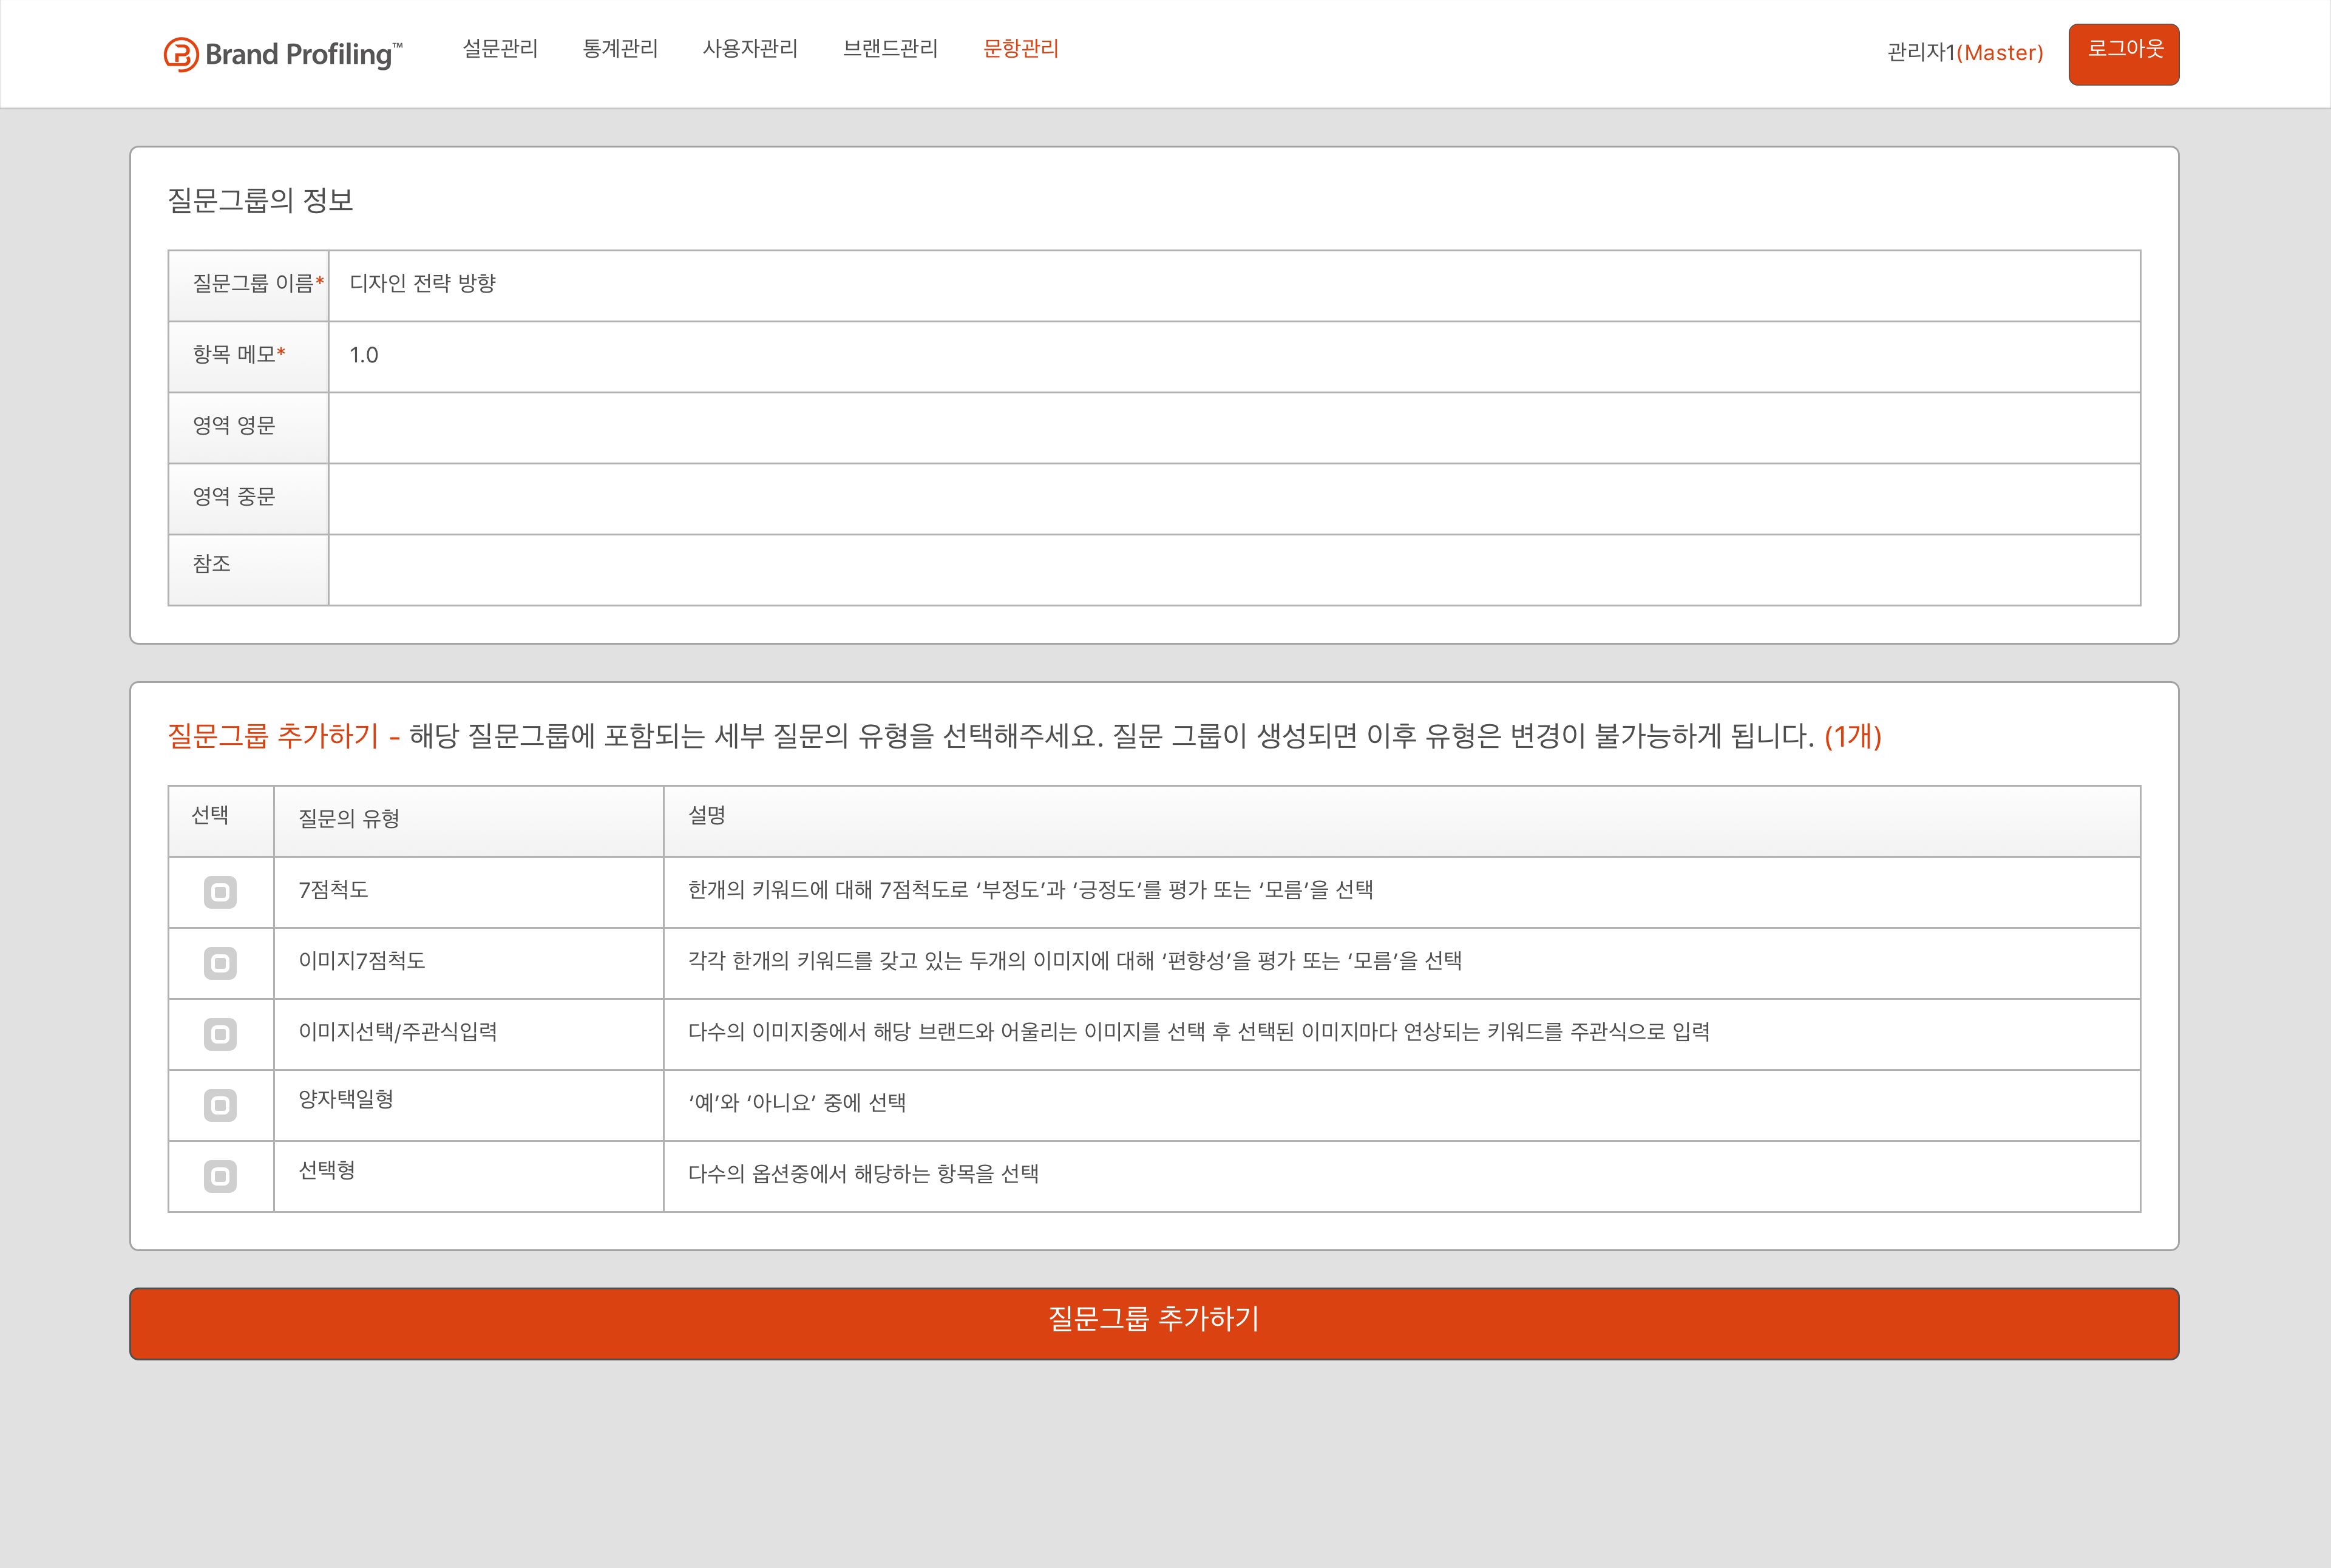 Brand Profiling™ 설문관리 통계관리 사용자관리 브랜드관리 문항관리 관리자1(Master) 로그아웃
질문그룹의 정보
질문그룹 이름* 디자인 전략 방향
항목 메모* 1.0
영역 영문
영역 중문
참조
질문그룹 추가하기 - 해당 질문그룹에 포함되는 세부 질문의 유형을 선택해주세요. 질문 그룹이 생성되면 이후 유형은 변경이 불가능하게 됩니다. (1개)
선택 질문의 유형 설명
7점척도 한개의 키워드에 대해 7점척도로 ‘부정도’과 ‘긍정도’를 평가 또는 ‘모름’을 선택
이미지7점척도 각각 한개의 키워드를 갖고 있는 두개의 이미지에 대해 ‘편향성’을 평가 또는 ‘모름’을 선택
이미지선택/주관식입력 다수의 이미지중에서 해당 브랜드와 어울리는 이미지를 선택 후 선택된 이미지마다 연상되는 키워드를 주관식으로 입력
양자택일형 ‘예’와 ‘아니요’ 중에 선택
선택형 다수의 옵션중에서 해당하는 항목을 선택
질문그룹 추가하기